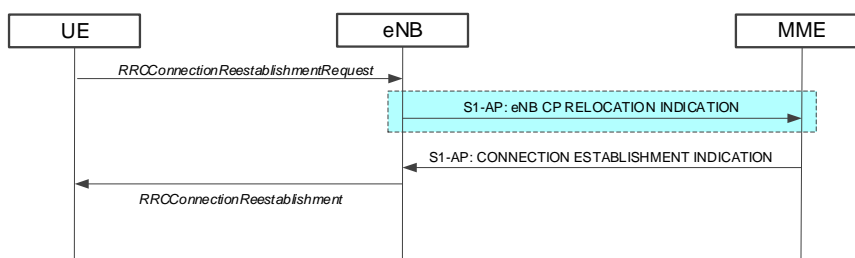 UE
eNB
MME
RRCConnectionReestablishmentRequest
S1-AP: eNB CP RELOCATION INDICATION
S1-AP: CONNECTION ESTABLISHMENT INDICATION
RRCConnectionReestablishment